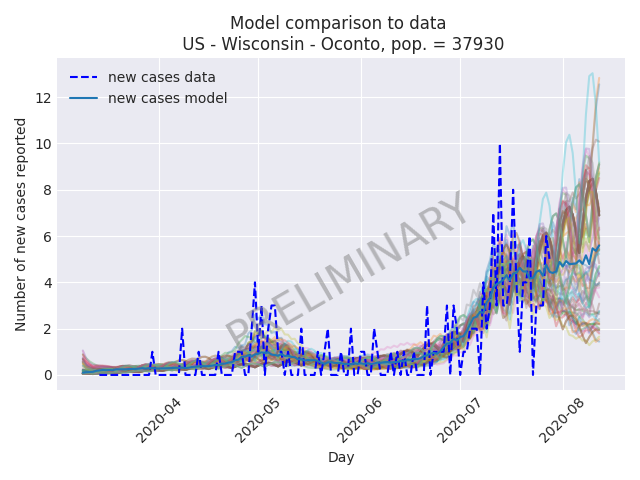 Model comparison to data
US - Wisconsin - Oconto, pop. = 37930
new cases data
new cases model
PRELIMINARY
Number of new cases reported
12
10
8
6
4
2
0
2020-04
2020-05
2020-06
2020-07
2020-08
Day